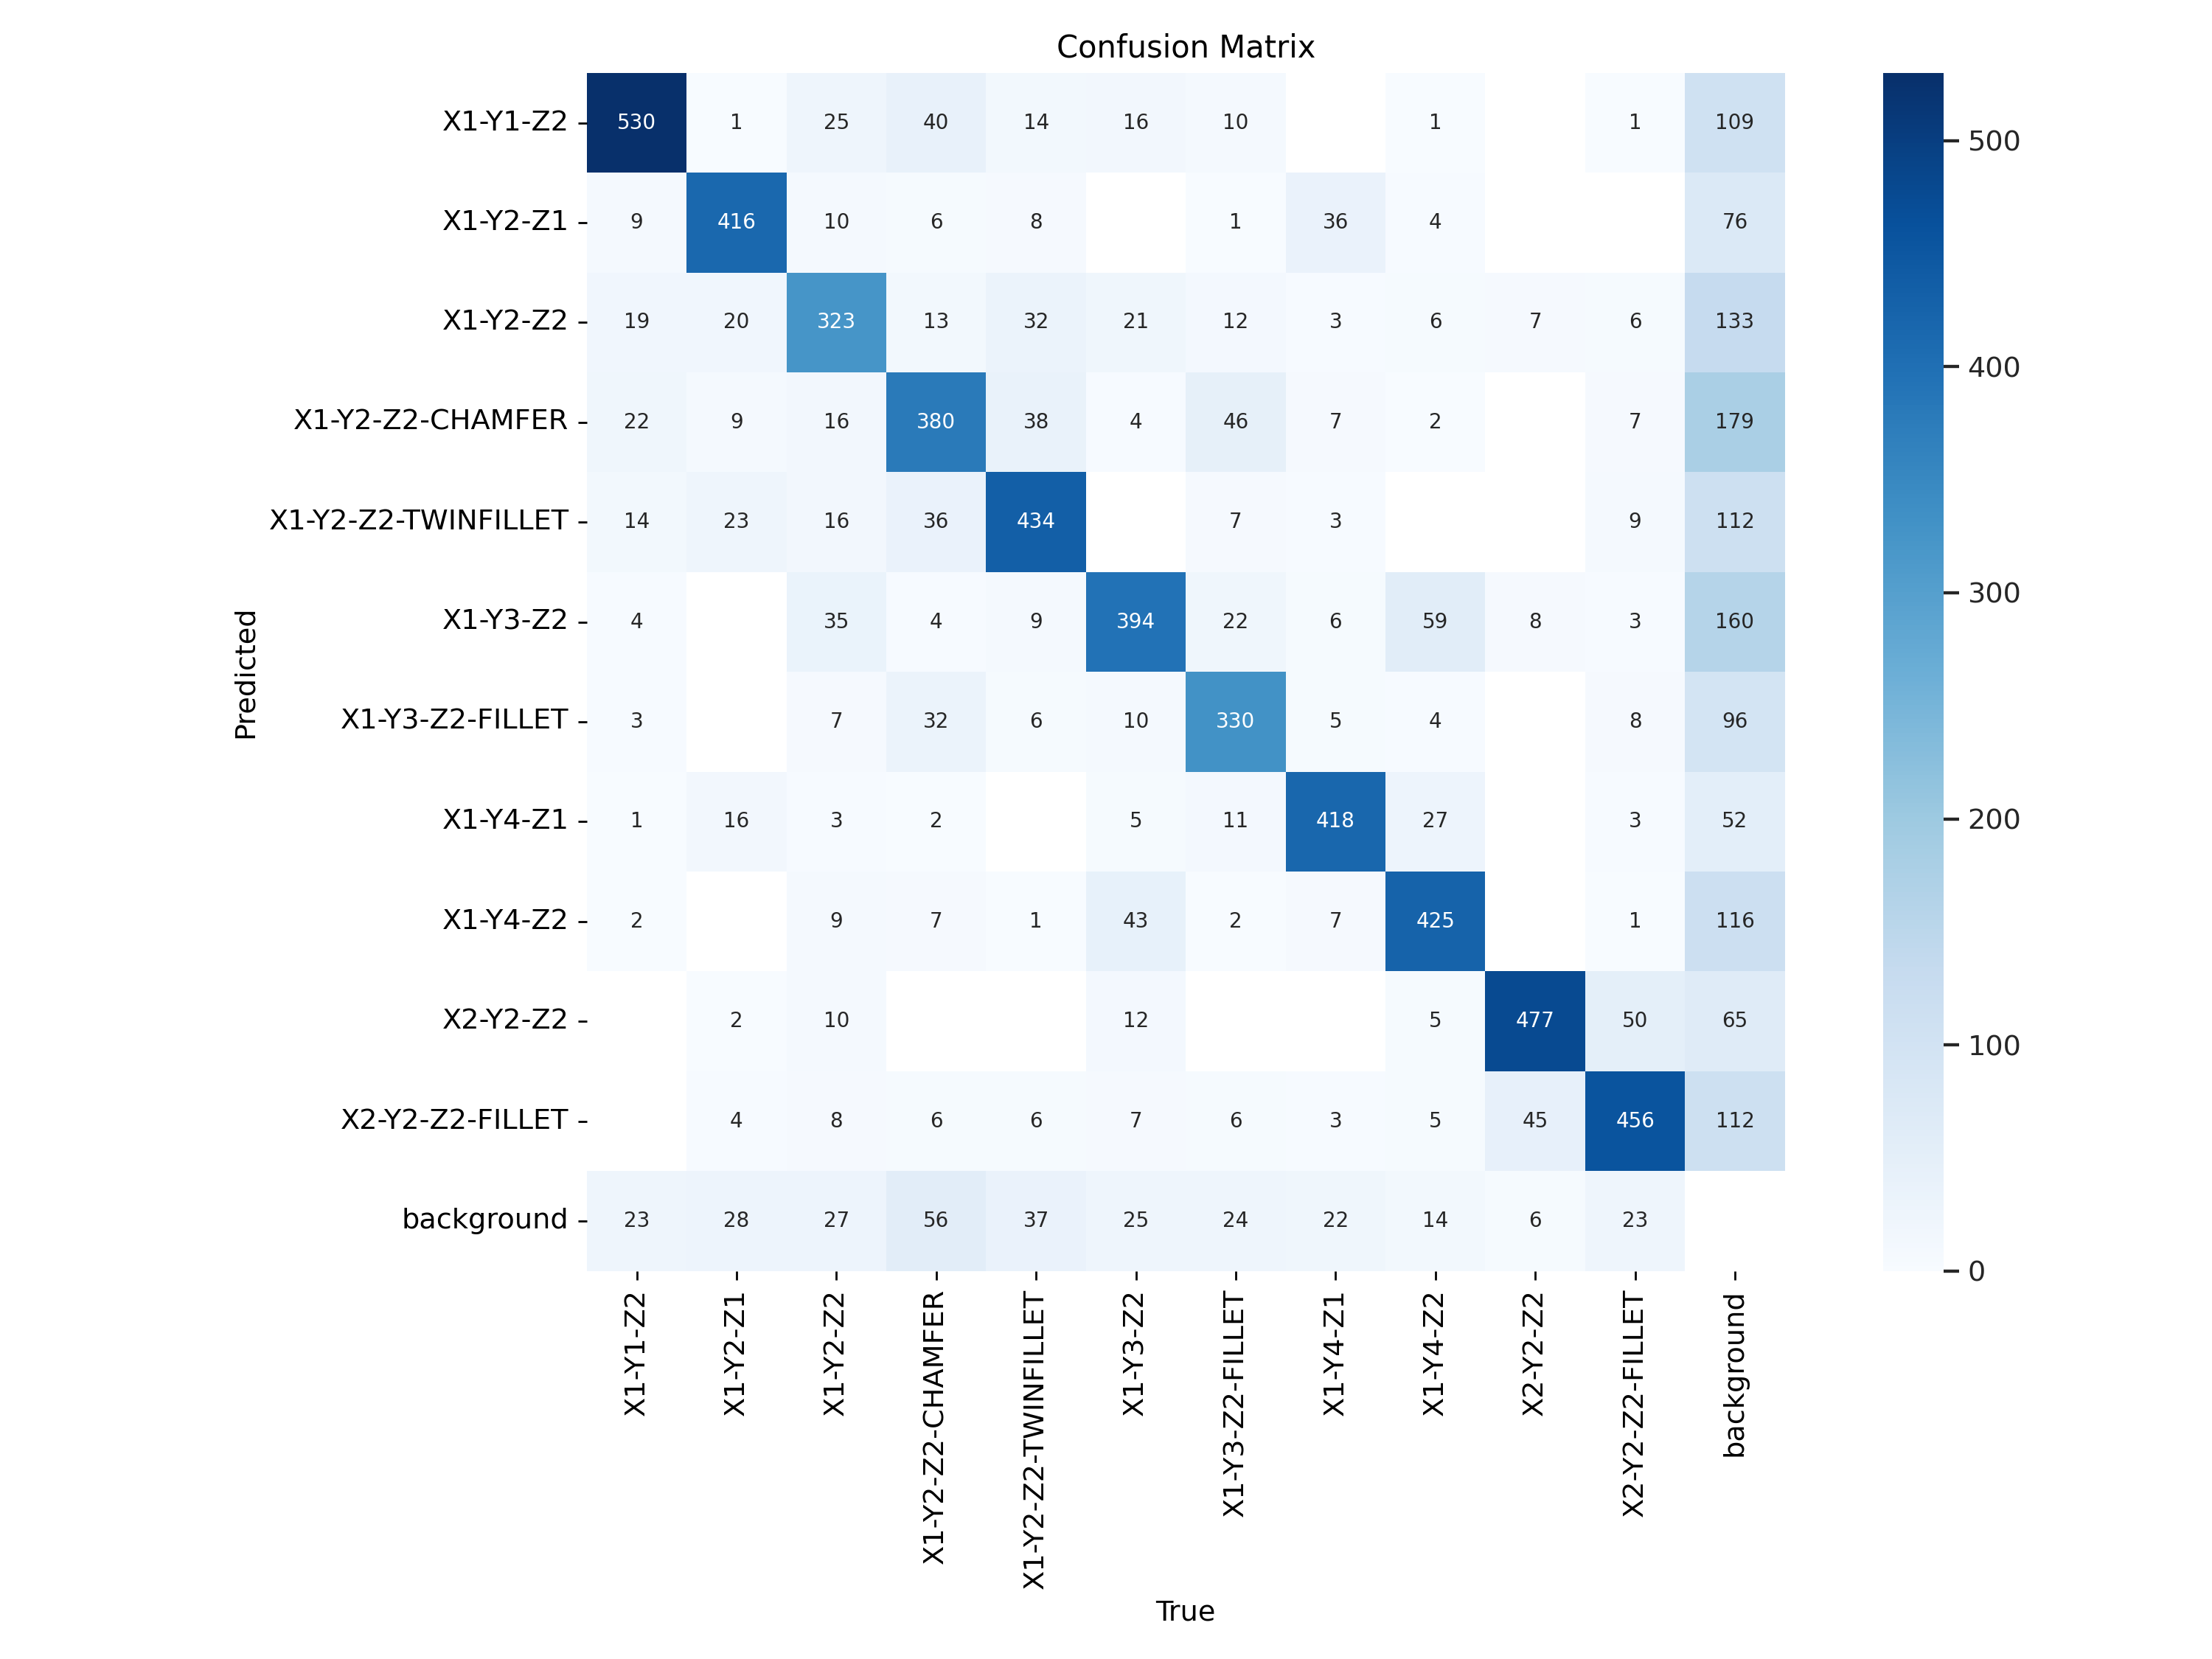 Confusion Matrix
X1-Y1-Z2 530 1 25 40 14 16 10 1 1 109
X1-Y2-Z1 9 416 10 6 8 1 36 4 76
X1-Y2-Z2 19 20 323 13 32 21 12 3 6 7 6 133
X1-Y2-Z2-CHAMFER 22 9 16 380 38 4 46 7 2 7 179
X1-Y2-Z2-TWINFILLET 14 23 16 36 434 7 3 9 112
X1-Y3-Z2 4 35 4 9 394 22 6 59 8 3 160
X1-Y3-Z2-FILLET 3 7 32 6 10 330 5 4 8 96
X1-Y4-Z1 1 16 3 2 5 11 418 27 3 52
X1-Y4-Z2 2 9 7 1 43 2 7 425 1 116
X2-Y2-Z2 2 10 12 5 477 50 65
X2-Y2-Z2-FILLET 4 8 6 6 7 6 3 5 45 456 112
background 23 28 27 56 37 25 24 22 14 6 23
Predicted
X1-Y1-Z2
X1-Y2-Z1
X1-Y2-Z2
X1-Y2-Z2-CHAMFER
X1-Y2-Z2-TWINFILLET
X1-Y3-Z2
X1-Y3-Z2-FILLET
X1-Y4-Z1
X1-Y4-Z2
X2-Y2-Z2
X2-Y2-Z2-FILLET
background
True
500
400
300
200
100
0